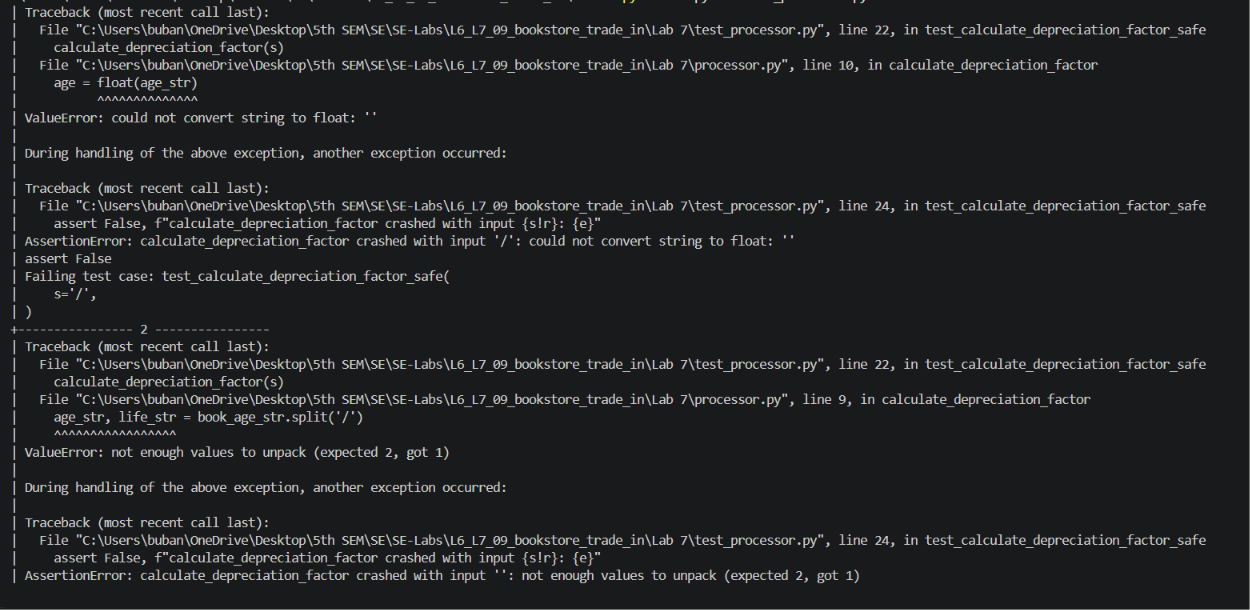 | Traceback (most recent call last):
|   File "C:\Users\buban\OneDrive\Desktop\5th SEM\SE\SE-Labs\L6_L7_09_bookstore_trade_in\Lab 7\test_processor.py", line 22, in test_calculate_depreciation_factor_safe
|     calculate_depreciation_factor(s)
|   File "C:\Users\buban\OneDrive\Desktop\5th SEM\SE\SE-Labs\L6_L7_09_bookstore_trade_in\Lab 7\processor.py", line 10, in calculate_depreciation_factor
|     age = float(age_str)
|           ^^^^^^^^^^^^^^
| ValueError: could not convert string to float: ''
|
| During handling of the above exception, another exception occurred:
|
| Traceback (most recent call last):
|   File "C:\Users\buban\OneDrive\Desktop\5th SEM\SE\SE-Labs\L6_L7_09_bookstore_trade_in\Lab 7\test_processor.py", line 24, in test_calculate_depreciation_factor_safe
|     assert False, f"calculate_depreciation_factor crashed with input {s!r}: {e}"
| AssertionError: calculate_depreciation_factor crashed with input '/': could not convert string to float: ''
| assert False
| Failing test case: test_calculate_depreciation_factor_safe(
|     s='/',
| )
+---------------- 2 ----------------
| Traceback (most recent call last):
|   File "C:\Users\buban\OneDrive\Desktop\5th SEM\SE\SE-Labs\L6_L7_09_bookstore_trade_in\Lab 7\test_processor.py", line 22, in test_calculate_depreciation_factor_safe
|     calculate_depreciation_factor(s)
|   File "C:\Users\buban\OneDrive\Desktop\5th SEM\SE\SE-Labs\L6_L7_09_bookstore_trade_in\Lab 7\processor.py", line 9, in calculate_depreciation_factor
|     age_str, life_str = book_age_str.split('/')
|     ^^^^^^^^^^^^^^^^^
| ValueError: not enough values to unpack (expected 2, got 1)
|
| During handling of the above exception, another exception occurred:
|
| Traceback (most recent call last):
|   File "C:\Users\buban\OneDrive\Desktop\5th SEM\SE\SE-Labs\L6_L7_09_bookstore_trade_in\Lab 7\test_processor.py", line 24, in test_calculate_depreciation_factor_safe
|     assert False, f"calculate_depreciation_factor crashed with input {s!r}: {e}"
| AssertionError: calculate_depreciation_factor crashed with input '': not enough values to unpack (expected 2, got 1)